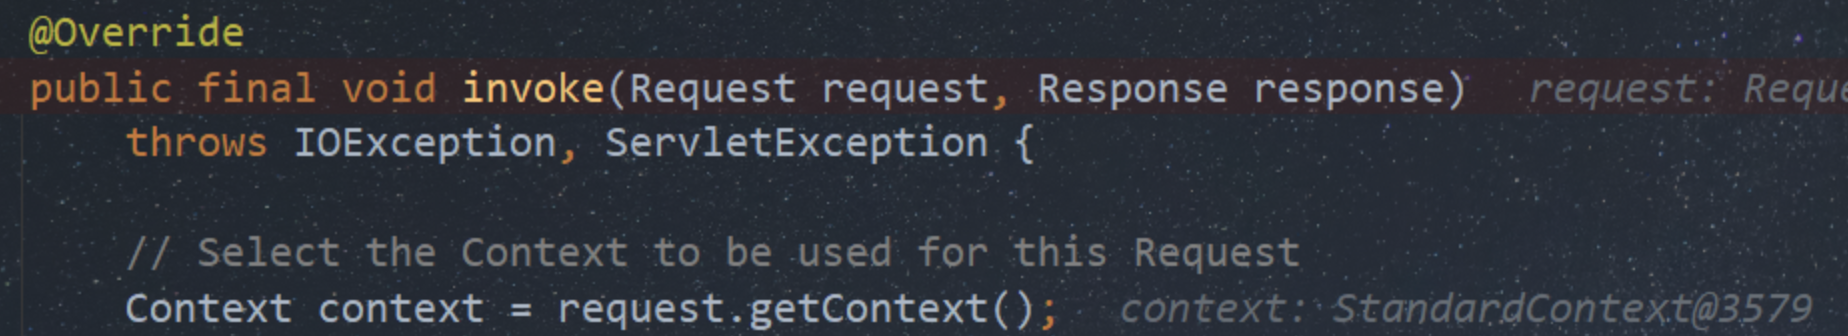 @Override
public final void invoke(Request request, Response response)  request: Reque
    throws IOException, ServletException {
    // Select the Context to be used for this Request
    Context context = request.getContext();  context: StandardContext@3579